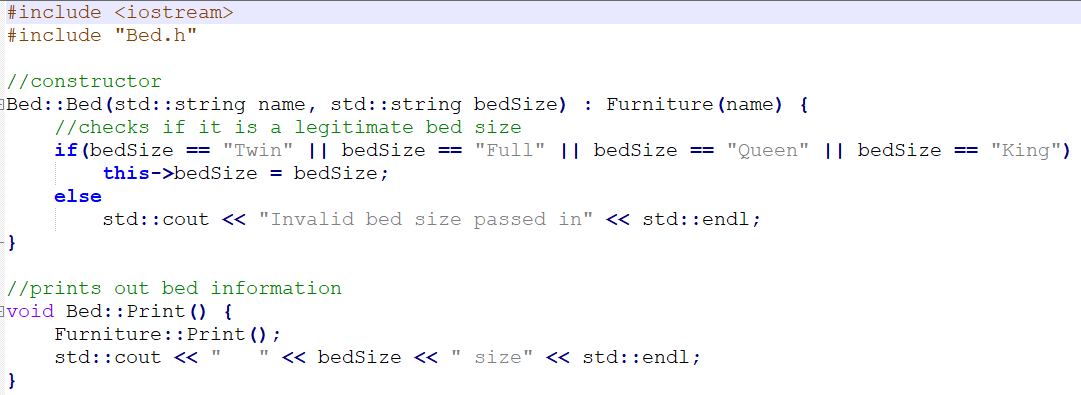 #include <iostream>
#include "Bed.h"

//constructor
Bed::Bed(std::string name, std::string bedSize) : Furniture(name) {
    //checks if it is a legitimate bed size
    if(bedSize == "Twin" || bedSize == "Full" || bedSize == "Queen" || bedSize == "King")
        this->bedSize = bedSize;
    else
        std::cout << "Invalid bed size passed in" << std::endl;
}

//prints out bed information
void Bed::Print() {
    Furniture::Print();
    std::cout << "   " << bedSize << " size" << std::endl;
}